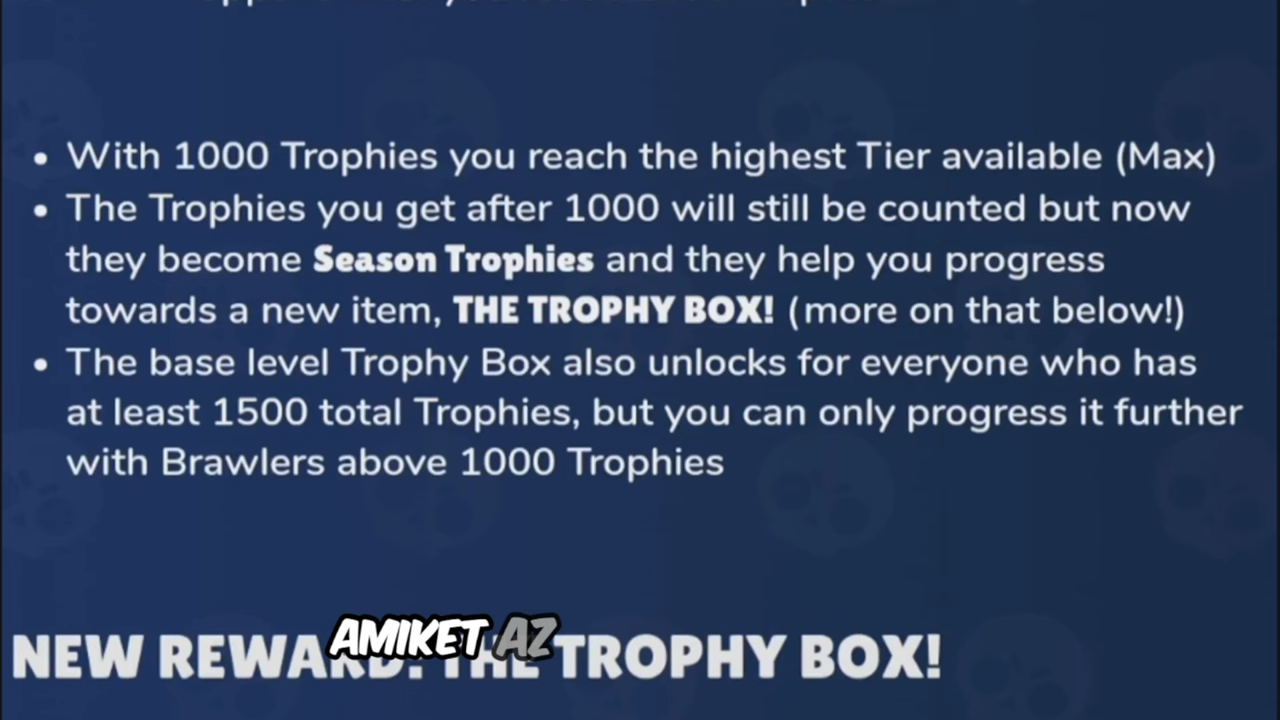 • With 1000 Trophies you reach the highest Tier available (Max)
• The Trophies you get after 1000 will still be counted but now
they become Season Trophies and they help you progress
towards a new item, THE TROPHY BOX! (more on that below!)
• The base level Trophy Box also unlocks for everyone who has
at least 1500 total Trophies, but you can only progress it further
with Brawlers above 1000 Trophies
AMIKET AZ
NEW REWARD: THE TROPHY BOX!